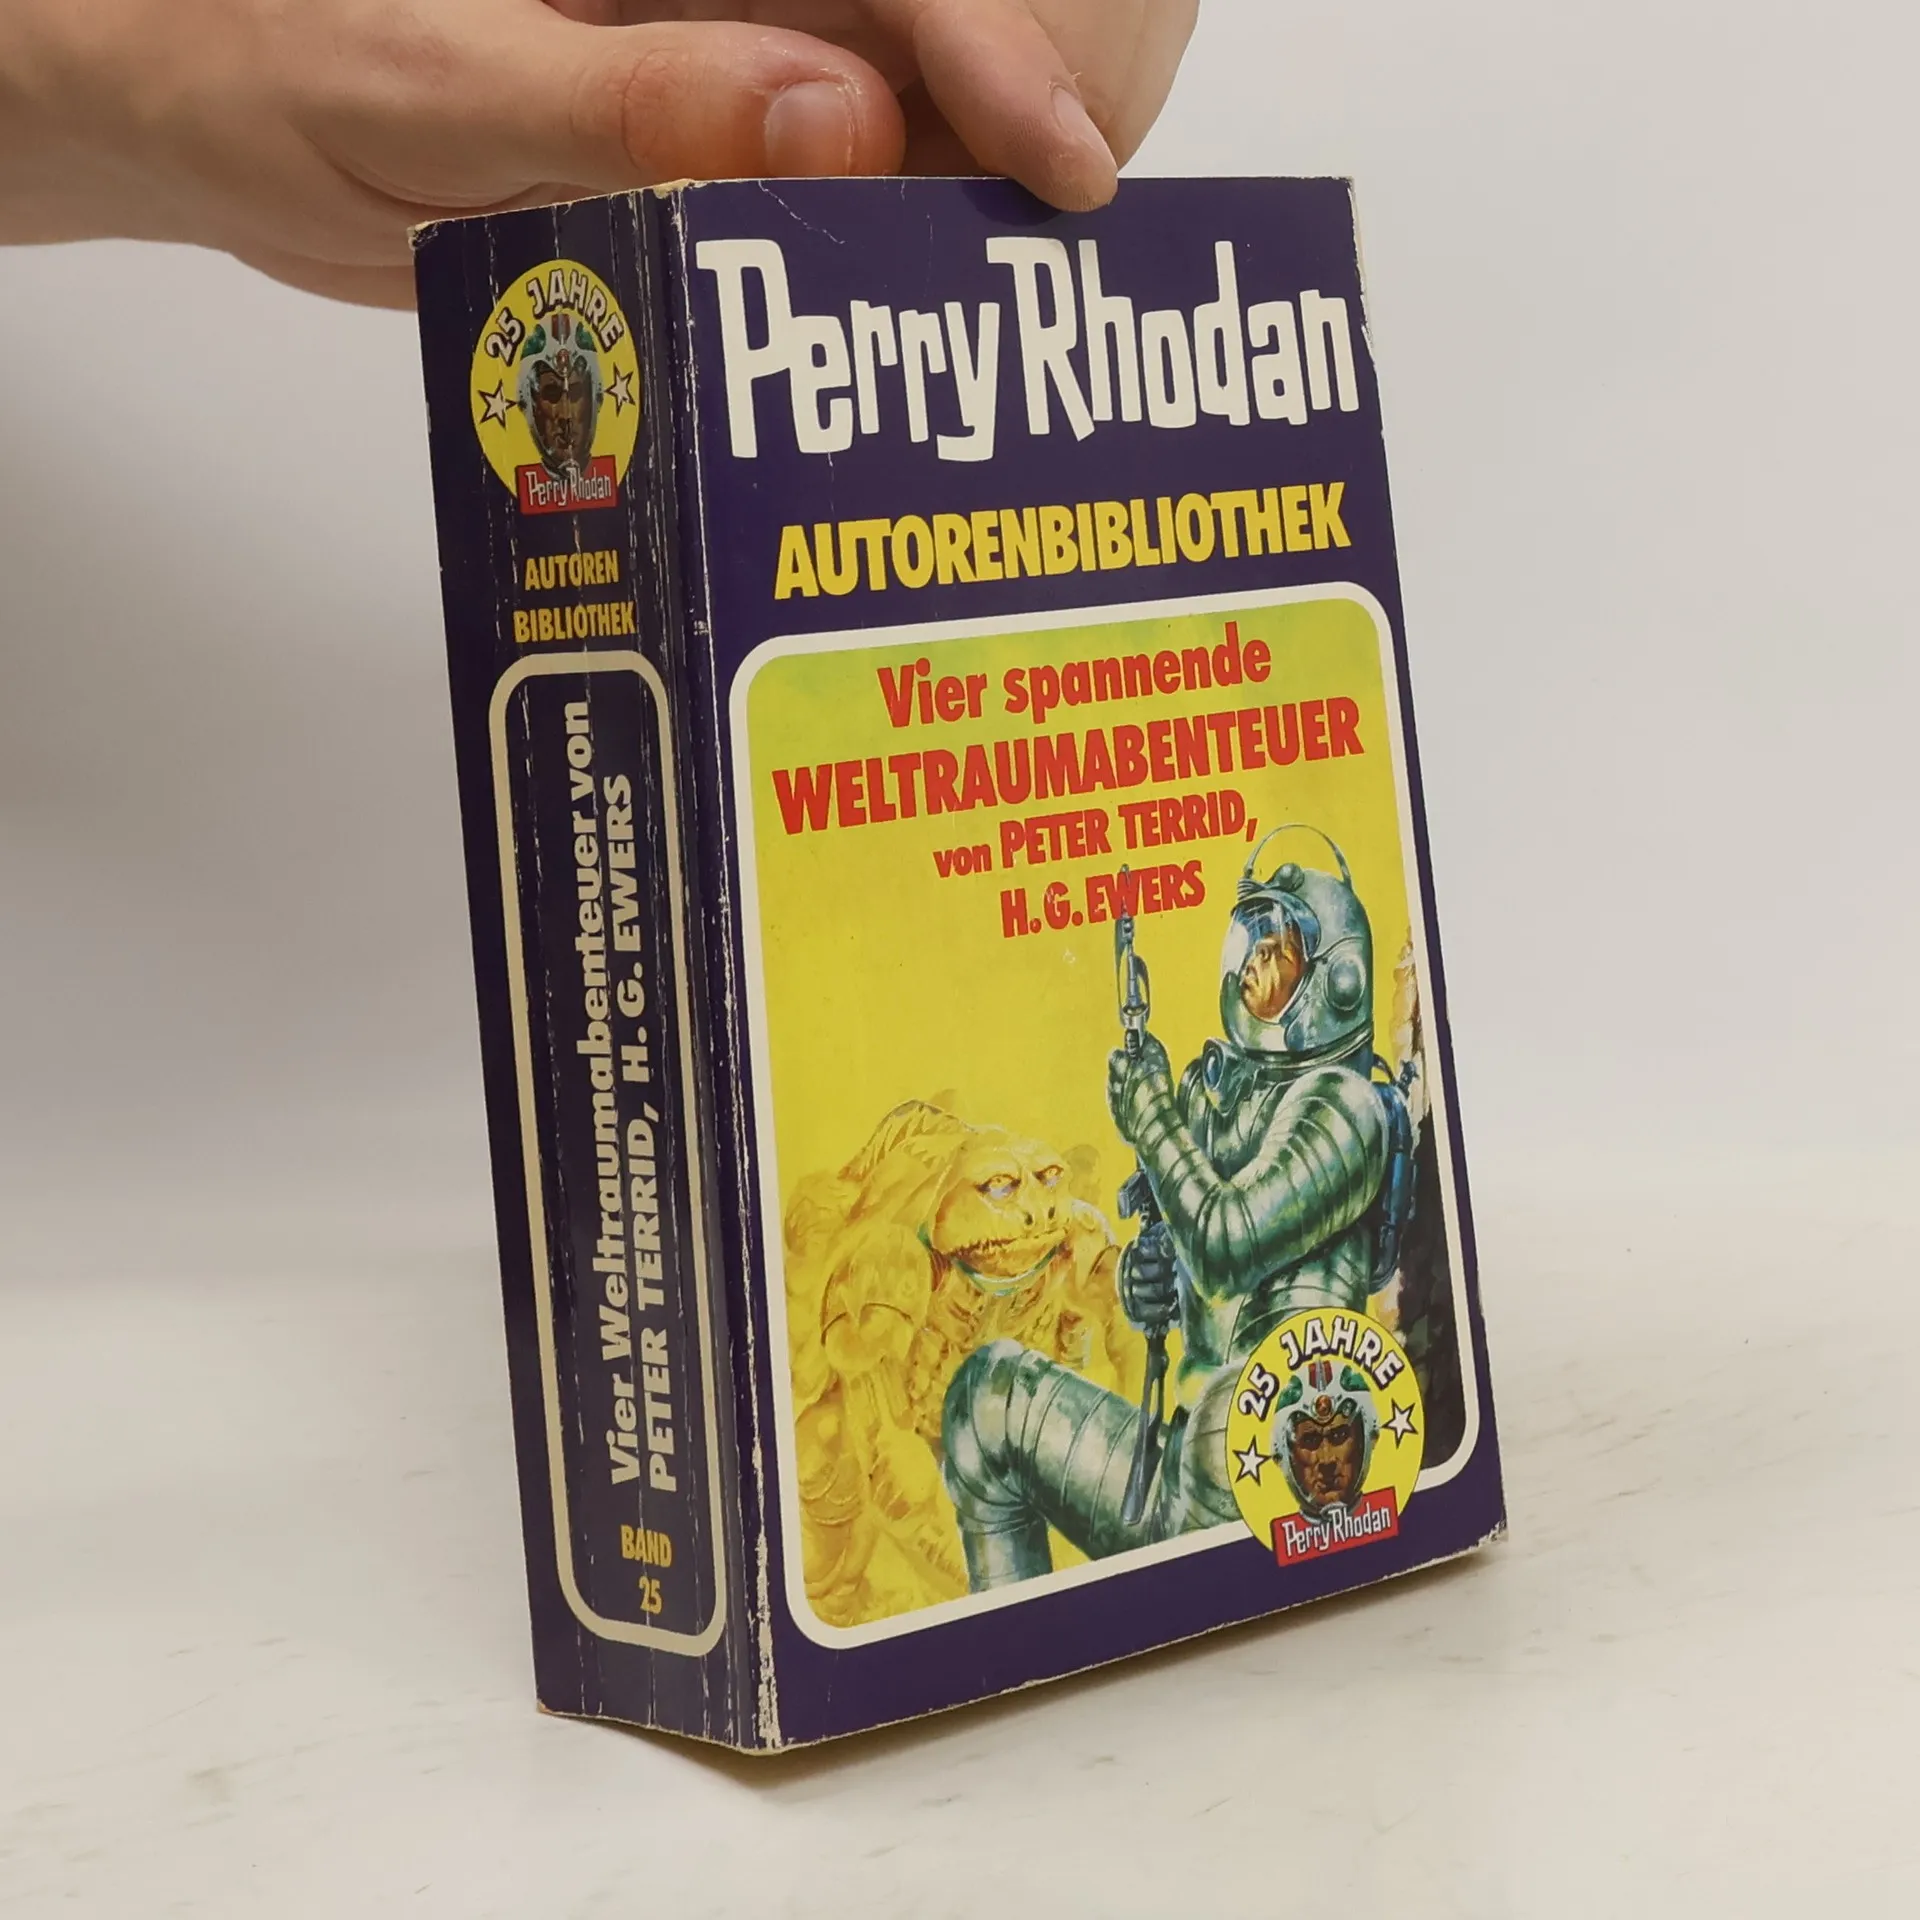 25 JAHRE
Perry Rhodan
AUTOREN
BIBLIOTHEK
Vier Weltraumabenteuer von
PETER TERRID, H. G. EWERS
BAND
25
Perry Rhodan
AUTORENBIBLIOTHEK
Vier spannende
WELTRAUMABENTEUER
von PETER TERRID,
H. G. EWERS
25 JAHRE
Perry Rhodan